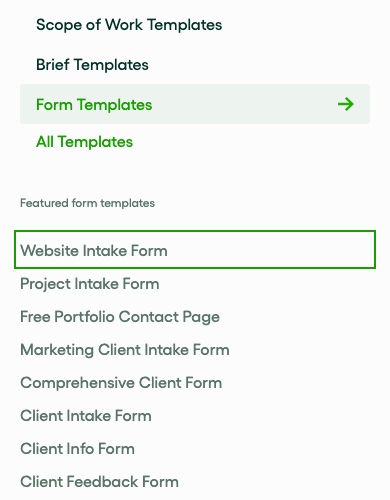 Scope of Work Templates
Brief Templates
Form Templates
All Templates
Featured form templates
Website Intake Form
Project Intake Form
Free Portfolio Contact Page
Marketing Client Intake Form
Comprehensive Client Form
Client Intake Form
Client Info Form
Client Feedback Form